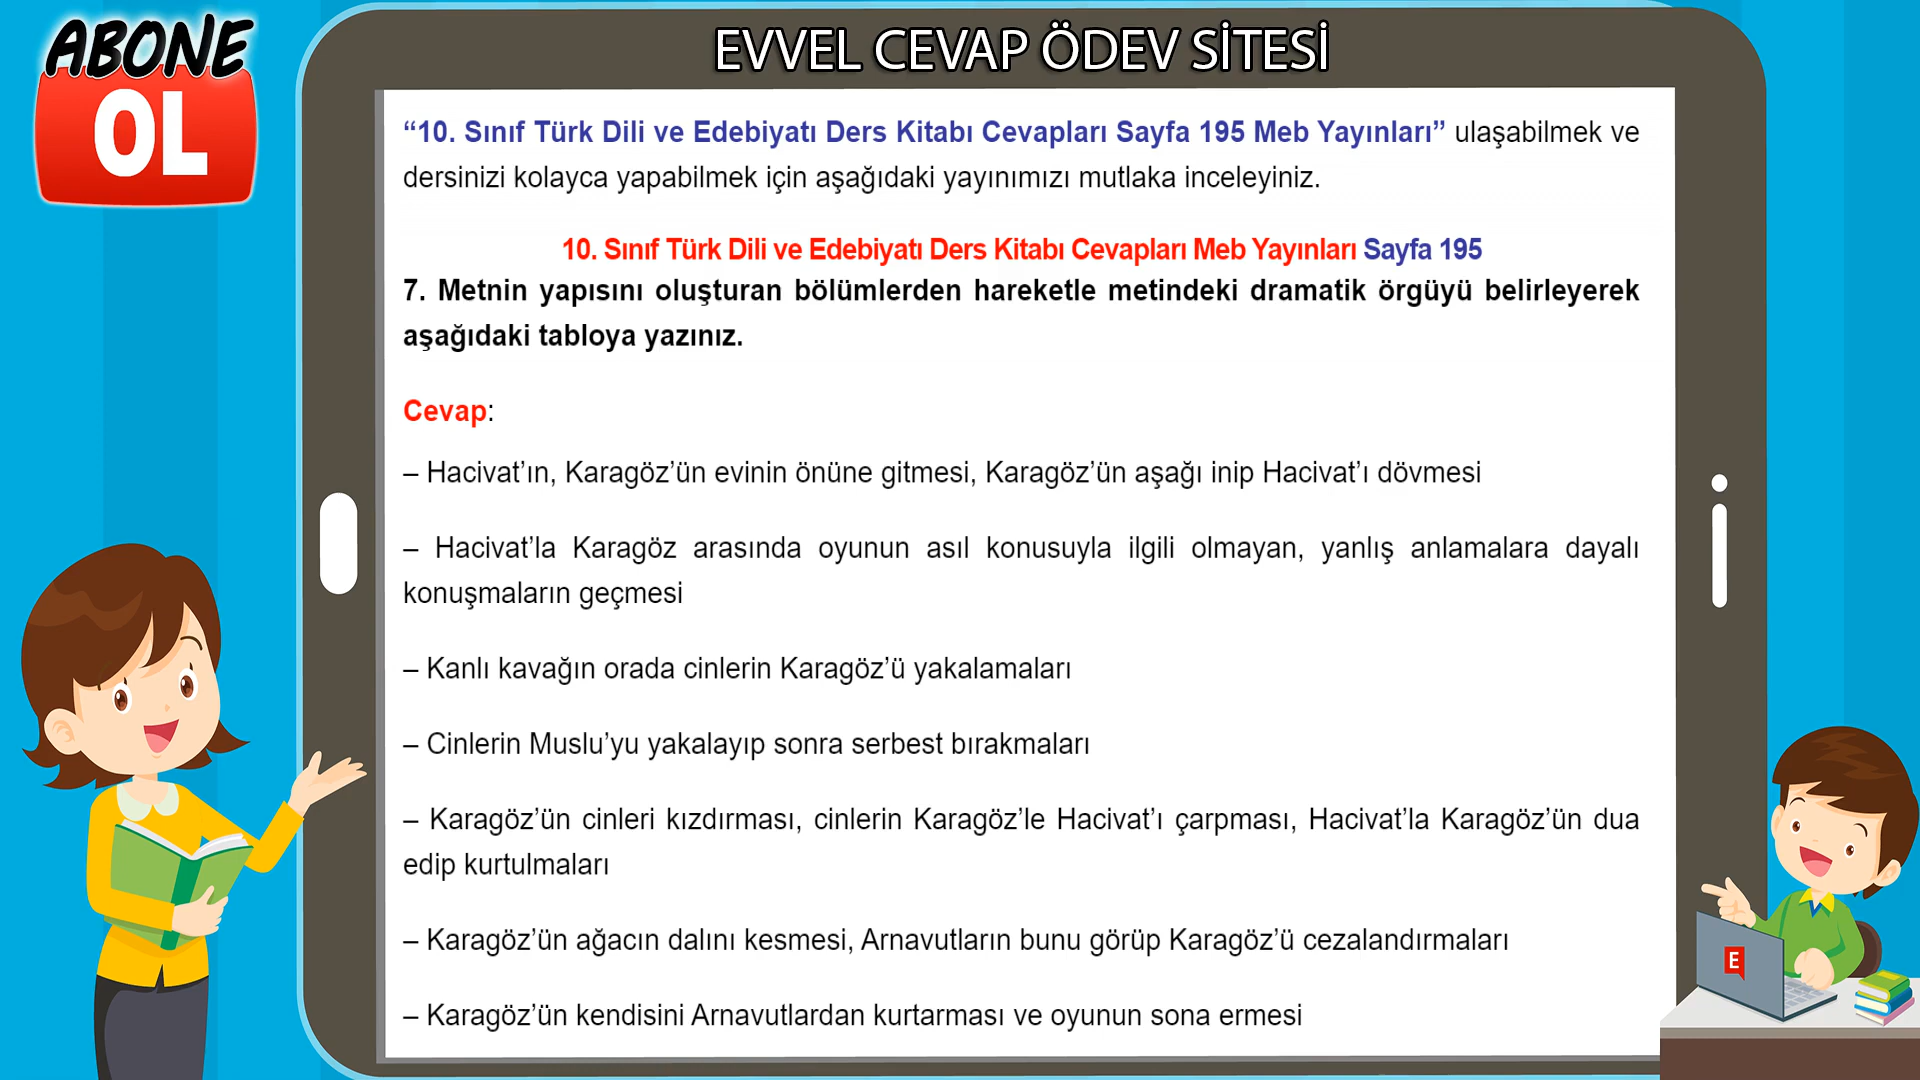 ABONE
OL
EVVEL CEVAP ÖDEV SİTESİ
“10. Sınıf Türk Dili ve Edebiyatı Ders Kitabı Cevapları Sayfa 195 Meb Yayınları” ulaşabilmek ve
dersinizi kolayca yapabilmek için aşağıdaki yayınımızı mutlaka inceleyiniz.
10. Sınıf Türk Dili ve Edebiyatı Ders Kitabı Cevapları Meb Yayınları Sayfa 195
7. Metnin yapısını oluşturan bölümlerden hareketle metindeki dramatik örgüyü belirleyerek
aşağıdaki tabloya yazınız.
Cevap:
– Hacivat’ın, Karagöz’ün evinin önüne gitmesi, Karagöz’ün aşağı inip Hacivat’ı dövmesi
– Hacivat’la Karagöz arasında oyunun asıl konusuyla ilgili olmayan, yanlış anlamalara dayalı
konuşmaların geçmesi
– Kanlı kavağın orada cinlerin Karagöz’ü yakalamaları
– Cinlerin Muslu’yu yakalayıp sonra serbest bırakmaları
– Karagöz’ün cinleri kızdırması, cinlerin Karagöz’le Hacivat’ı çarpması, Hacivat’la Karagöz’ün dua
edip kurtulmaları
– Karagöz’ün ağacın dalını kesmesi, Arnavutların bunu görüp Karagöz’ü cezalandırmaları
– Karagöz’ün kendisini Arnavutlardan kurtarması ve oyunun sona ermesi
E